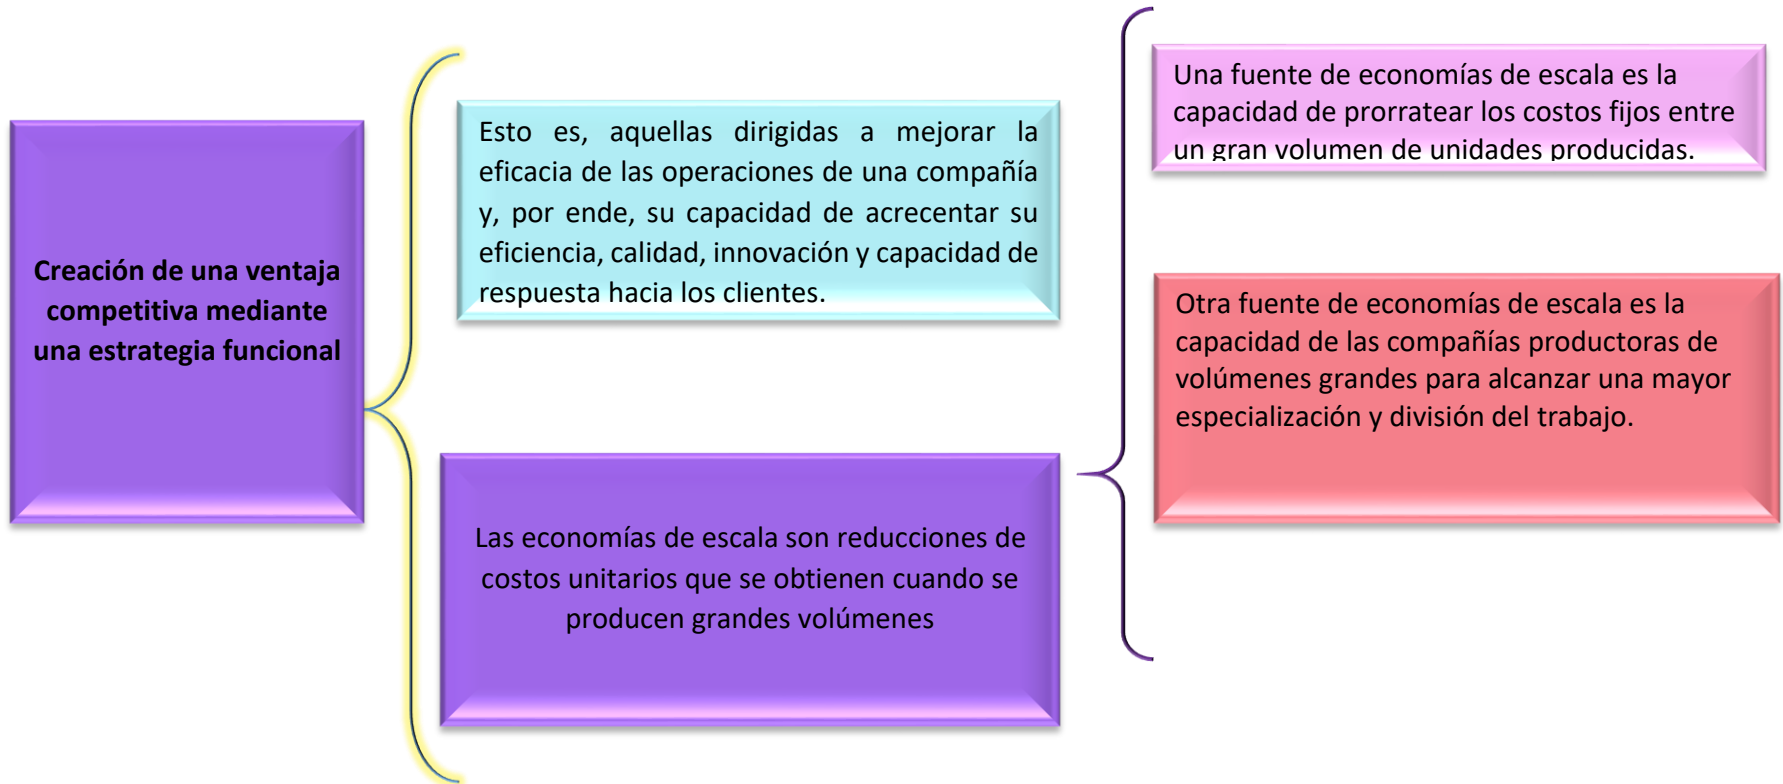 Creación de una ventaja
competitiva mediante
una estrategia funcional
Esto es, aquellas dirigidas a mejorar la
eficacia de las operaciones de una compañía
y, por ende, su capacidad de acrecentar su
eficiencia, calidad, innovación y capacidad de
respuesta hacia los clientes.
Las economías de escala son reducciones de
costos unitarios que se obtienen cuando se
producen grandes volúmenes
Una fuente de economías de escala es la
capacidad de prorratear los costos fijos entre
un gran volumen de unidades producidas.
Otra fuente de economías de escala es la
capacidad de las compañías productoras de
volúmenes grandes para alcanzar una mayor
especialización y división del trabajo.